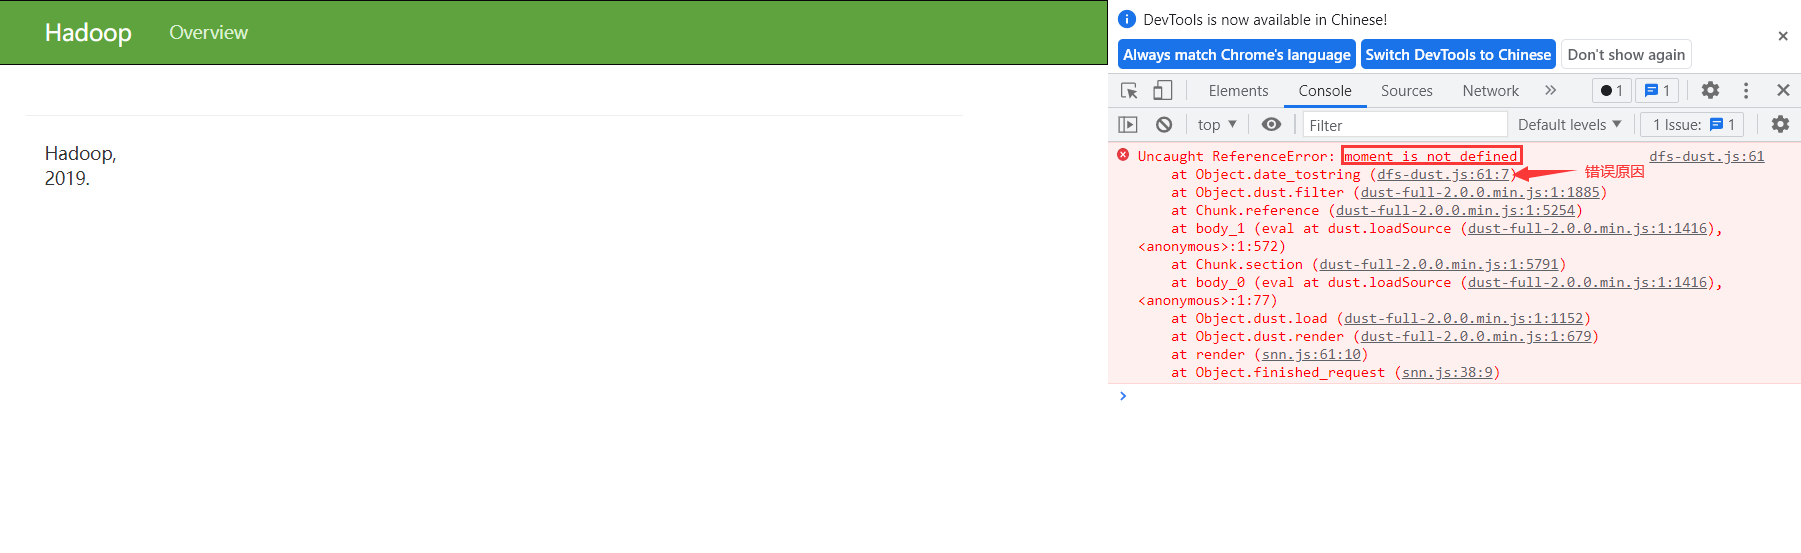 Hadoop Overview
Hadoop,
2019.
DevTools is now available in Chinese!
Always match Chrome's language Switch DevTools to Chinese Don't show again
Elements Console Sources Network » 1 1
top Filter Default levels 1 Issue: 1
Uncaught ReferenceError: moment is not defined dfs-dust.js:61
at Object.date_tostring (dfs-dust.js:61:7) 错误原因
at Object.dust.filter (dust-full-2.0.0.min.js:1:1885)
at Chunk.reference (dust-full-2.0.0.min.js:1:5254)
at body_1 (eval at dust.loadSource (dust-full-2.0.0.min.js:1:1416),
<anonymous>:1:572)
at Chunk.section (dust-full-2.0.0.min.js:1:5791)
at body_0 (eval at dust.loadSource (dust-full-2.0.0.min.js:1:1416),
<anonymous>:1:77)
at Object.dust.load (dust-full-2.0.0.min.js:1:1152)
at Object.dust.render (dust-full-2.0.0.min.js:1:679)
at render (snn.js:61:10)
at Object.finished_request (snn.js:38:9)